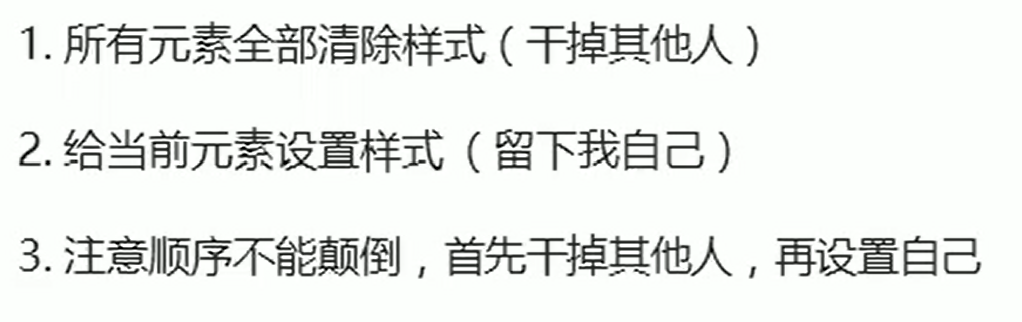 1. 所有元素全部清除样式（干掉其他人）
2. 给当前元素设置样式 （留下我自己）
3. 注意顺序不能颠倒，首先干掉其他人，再设置自己